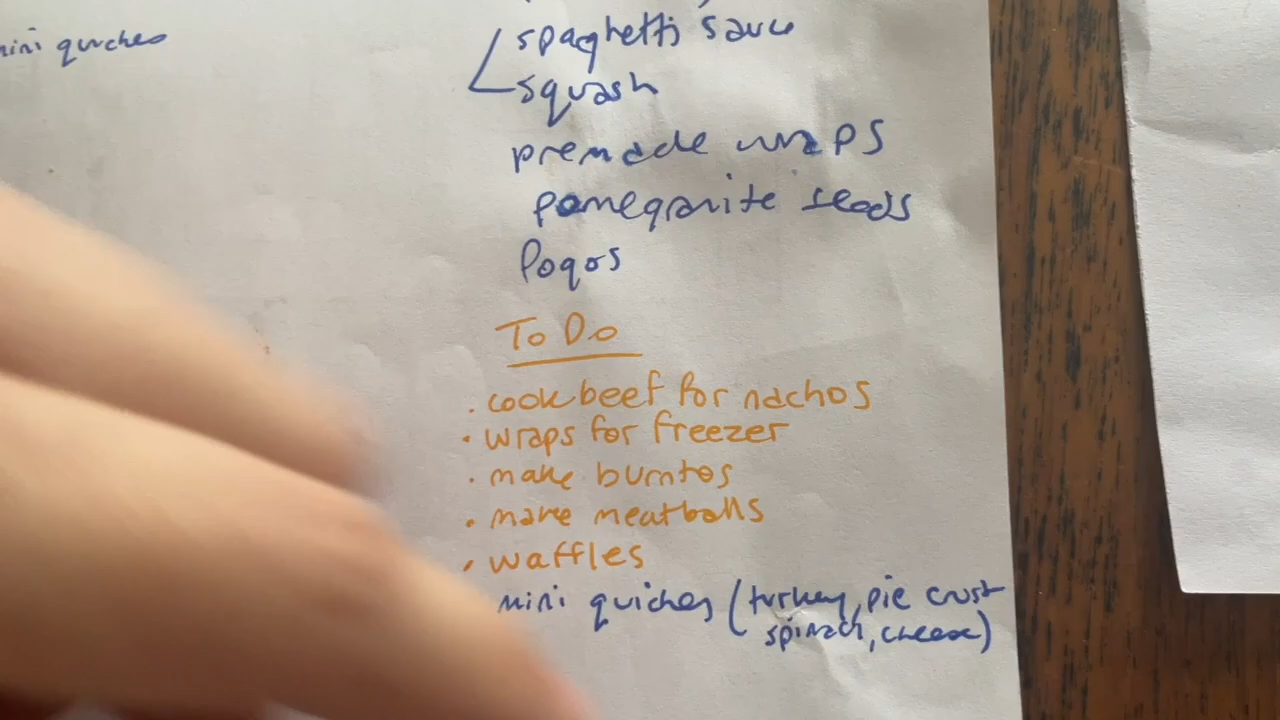 mini quiches
spaghetti sauce
squash
premade wraps
pomegranite seeds
Pogos
To Do
. cook beef for nachos
• wraps for freezer
. make burritos
• make meatballs
• waffles
mini quiches (turkey, pie crust
spinach, cheese)